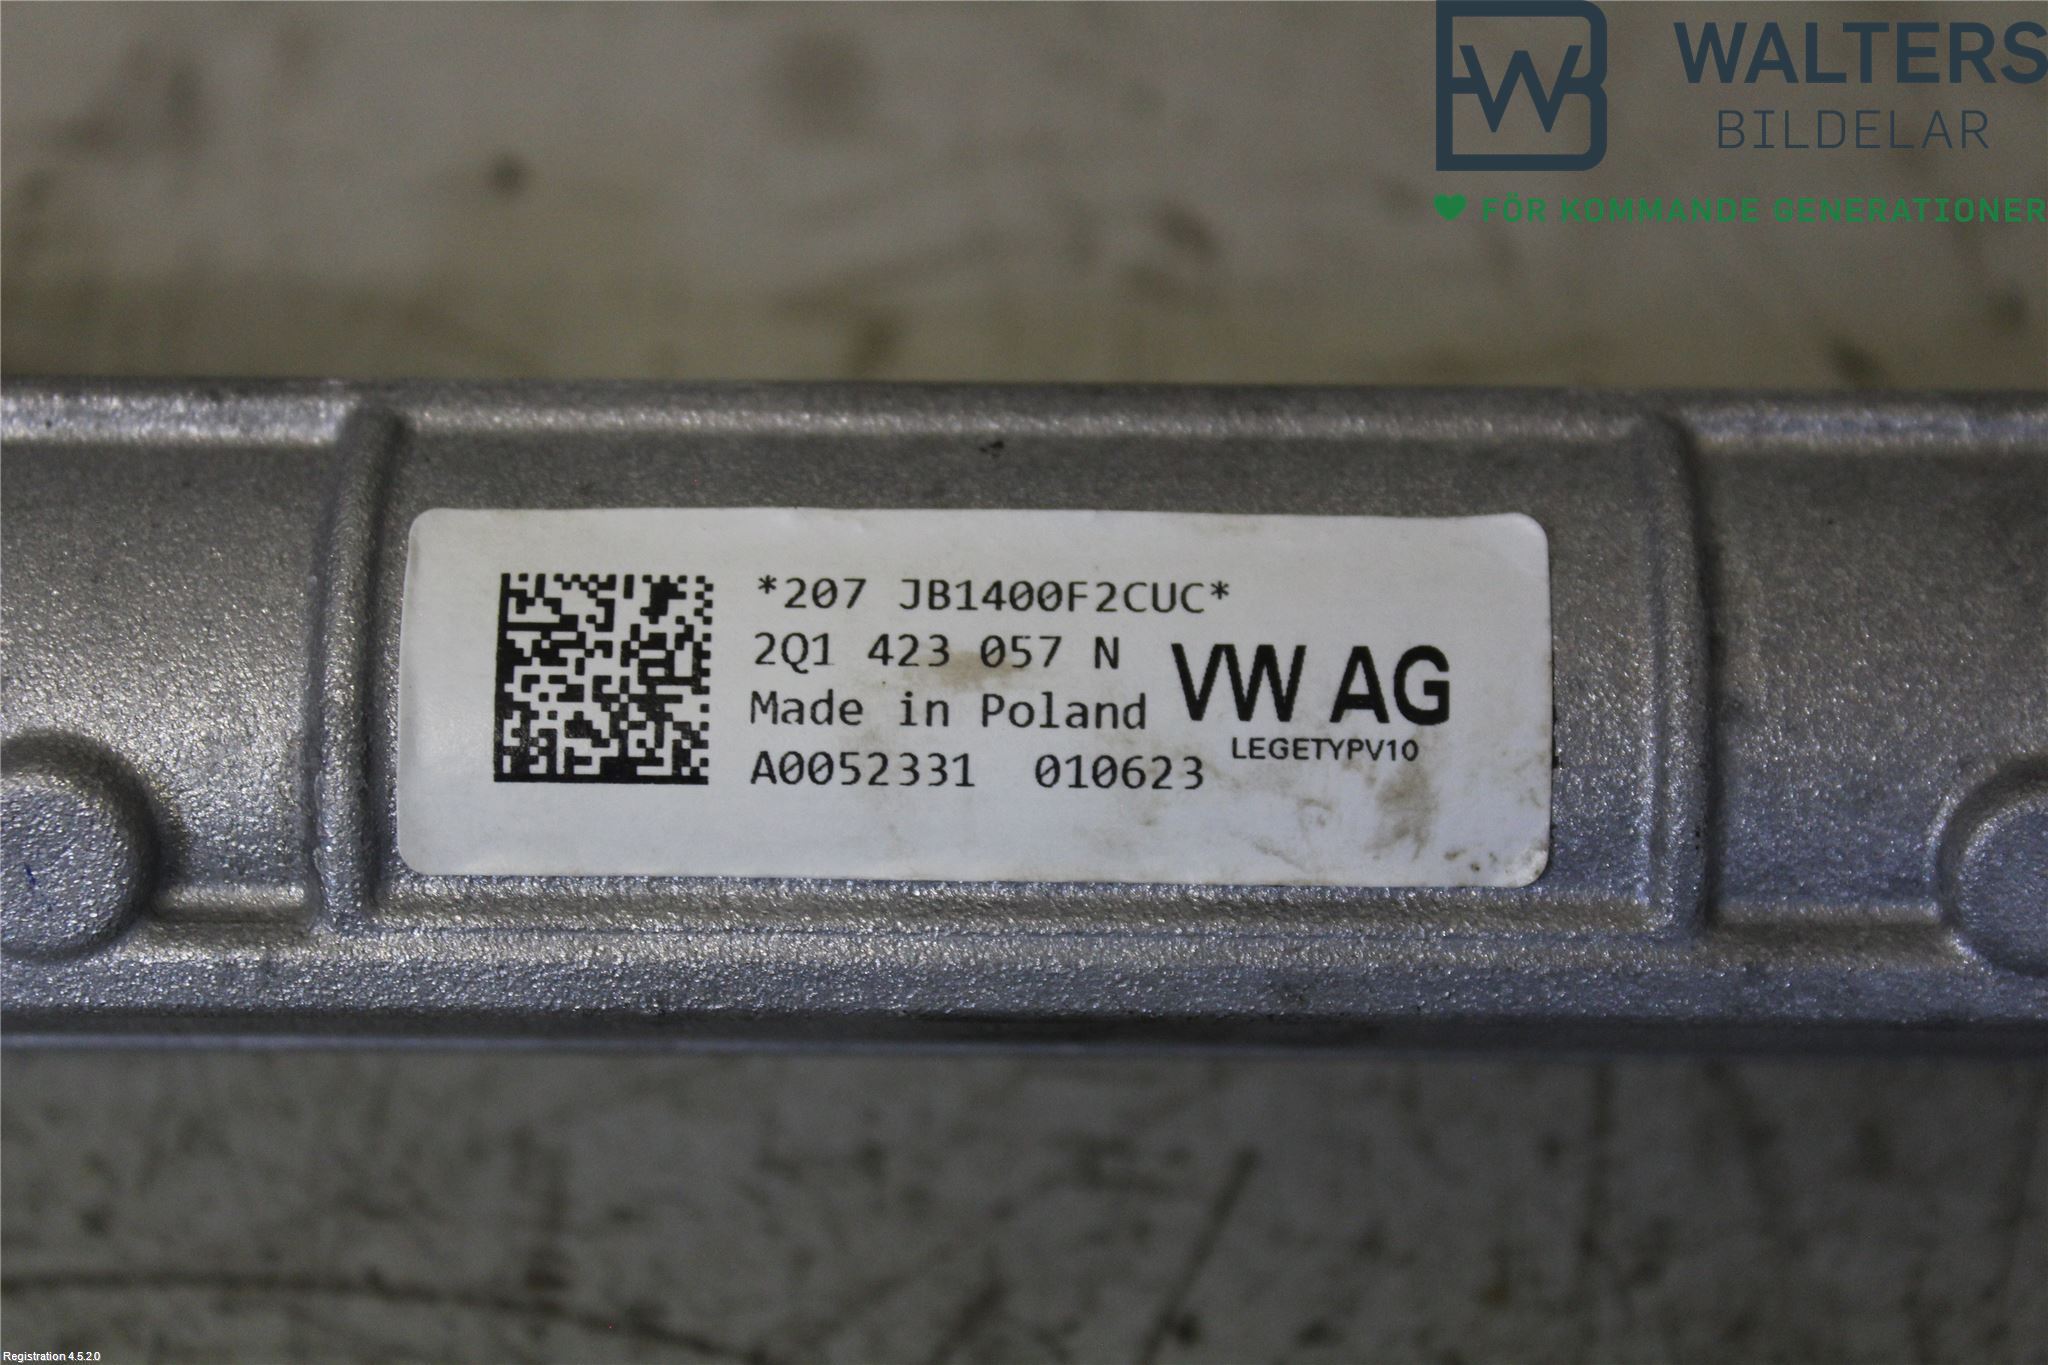 WALTERS
BILDELAR
FÖR KOMMANDE GENERATIONER
*207 JB1400F2CUC*
2Q1 423 057 N
Made in Poland
A0052331 010623
VW AG
LEGETYPV10
Registration 4.5.2.0